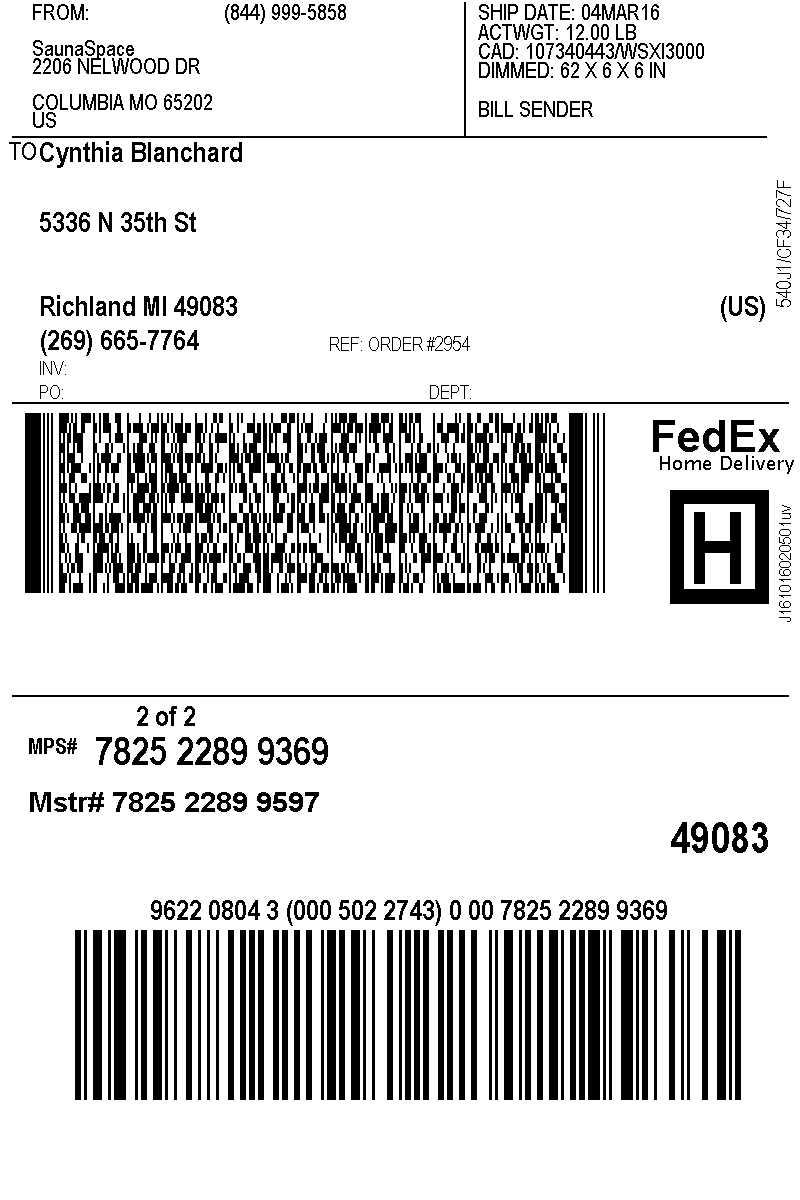 FROM: (844) 999-5858
SaunaSpace
2206 NELWOOD DR
COLUMBIA MO 65202
US
SHIP DATE: 04MAR16
ACTWGT: 12.00 LB
CAD: 107340443/WSXI3000
DIMMED: 62 X 6 X 6 IN
BILL SENDER
TO Cynthia Blanchard
5336 N 35th St
Richland MI 49083 (US)
(269) 665-7764 REF: ORDER #2954
INV:
PO: DEPT:
540J1/CF34/727F
FedEx
Home Delivery
H
J161016020501uv
2 of 2
MPS# 7825 2289 9369
Mstr# 7825 2289 9597
49083
9622 0804 3 (000 502 2743) 0 00 7825 2289 9369